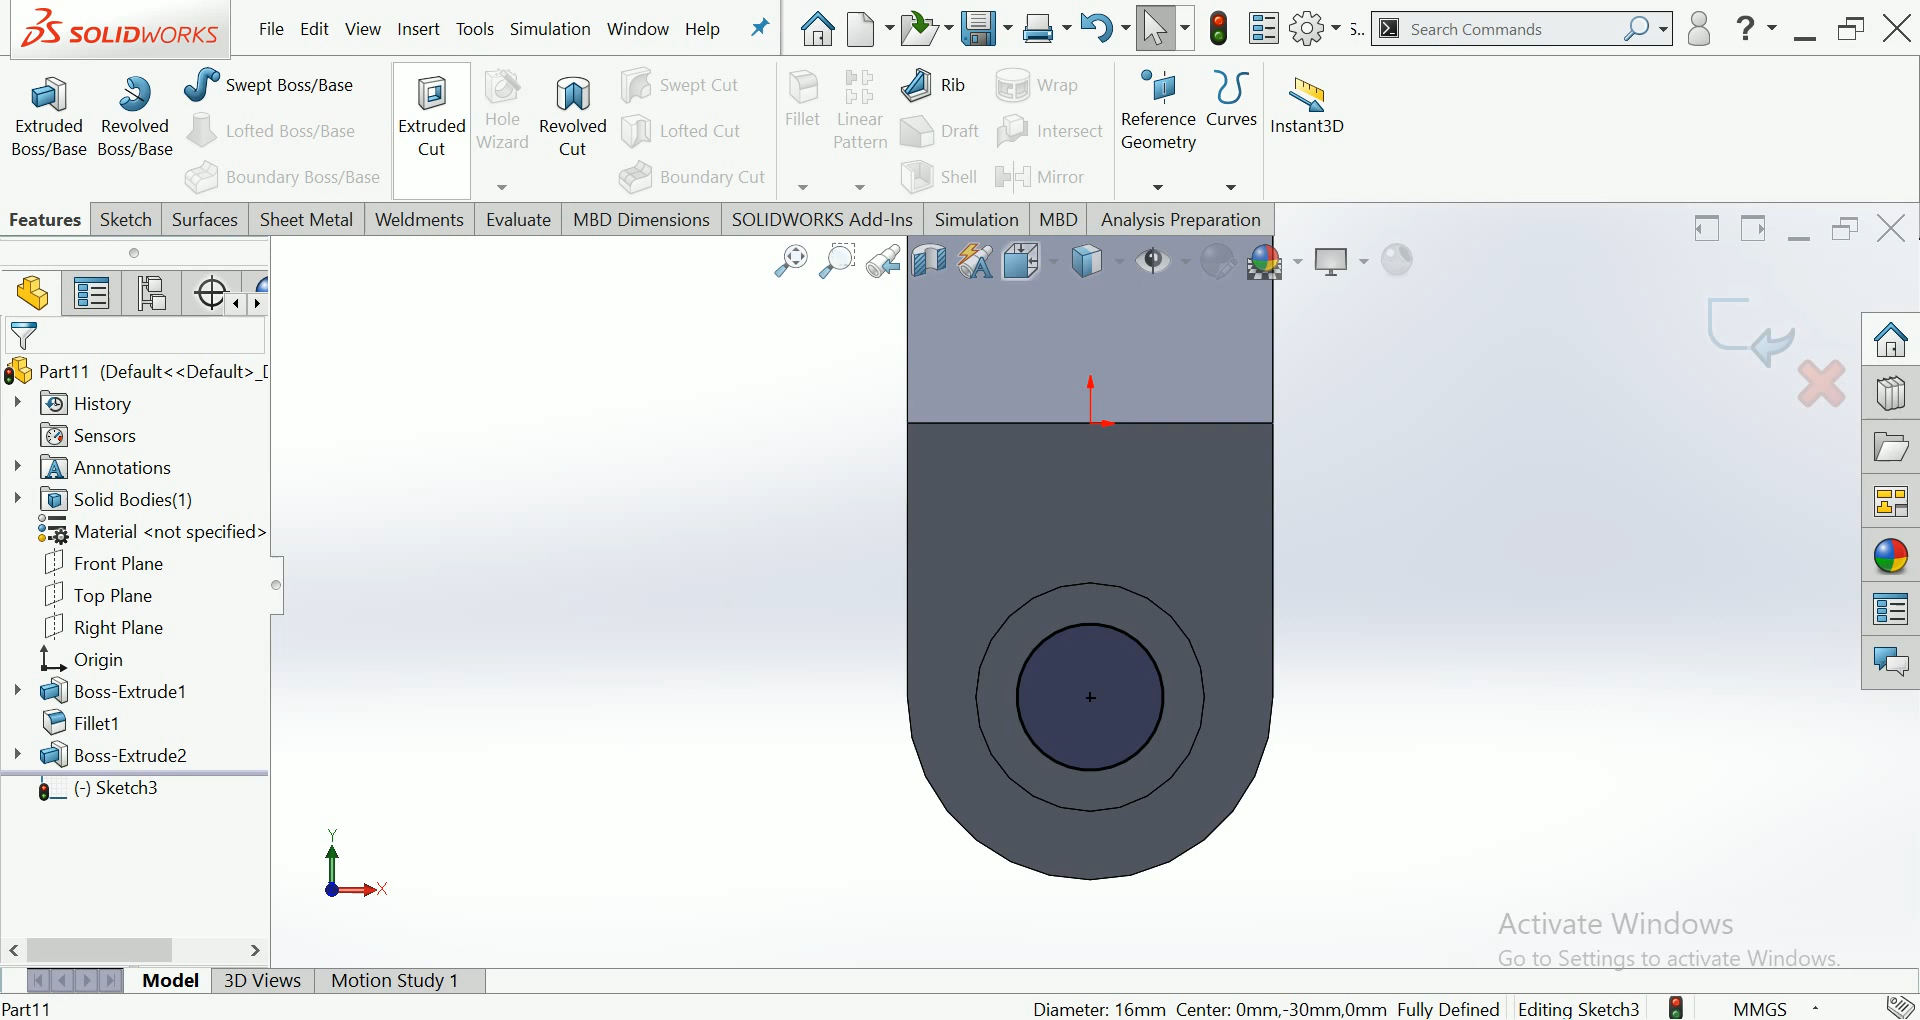 SOLIDWORKS
File Edit View Insert Tools Simulation Window Help
S..
Search Commands
?
Extruded Boss/Base
Revolved Boss/Base
Swept Boss/Base
Lofted Boss/Base
Boundary Boss/Base
Extruded Cut
Hole Wizard
Revolved Cut
Swept Cut
Lofted Cut
Boundary Cut
Fillet
Linear Pattern
Rib
Draft
Shell
Wrap
Intersect
Mirror
Reference Geometry
Curves
Instant3D
Features Sketch Surfaces Sheet Metal Weldments Evaluate MBD Dimensions SOLIDWORKS Add-Ins Simulation MBD Analysis Preparation
Part11 (Default<<Default>_D
History
Sensors
Annotations
Solid Bodies(1)
Material <not specified>
Front Plane
Top Plane
Right Plane
Origin
Boss-Extrude1
Fillet1
Boss-Extrude2
(-) Sketch3
Y
X
Activate Windows
Go to Settings to activate Windows.
Model 3D Views Motion Study 1
Part11
Diameter: 16mm Center: 0mm,-30mm,0mm Fully Defined Editing Sketch3 MMGS